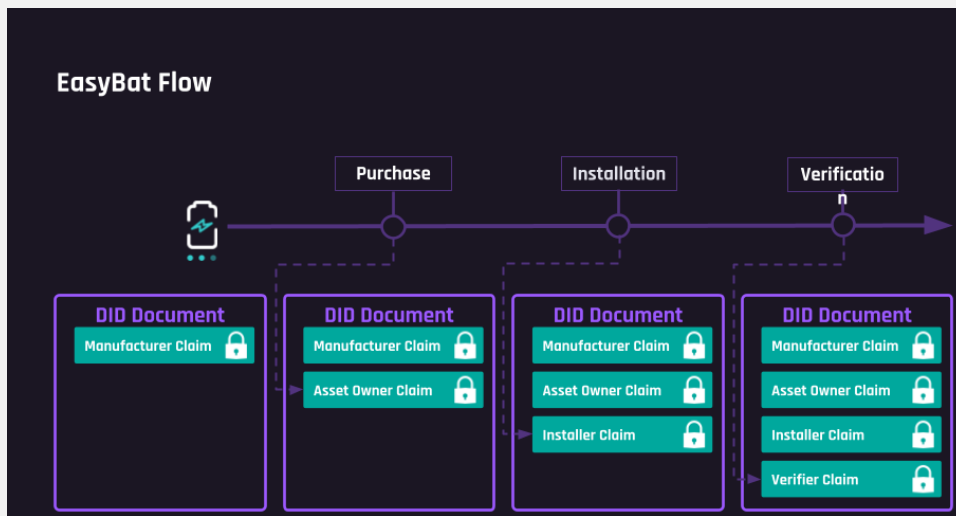 EasyBat Flow
Purchase
Installation
Verificatio
n
DID Document
Manufacturer Claim
DID Document
Manufacturer Claim
Asset Owner Claim
DID Document
Manufacturer Claim
Asset Owner Claim
Installer Claim
DID Document
Manufacturer Claim
Asset Owner Claim
Installer Claim
Verifier Claim